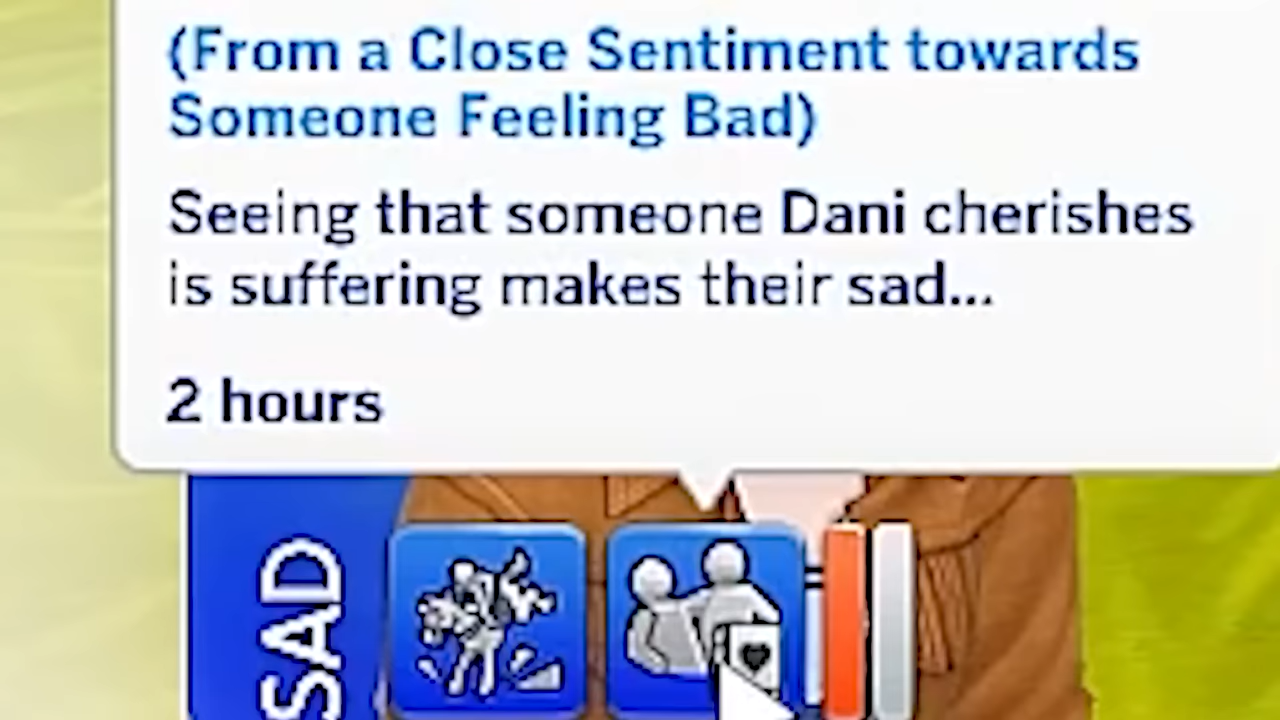 (From a Close Sentiment towards
Someone Feeling Bad)
Seeing that someone Dani cherishes
is suffering makes their sad...
2 hours
SAD